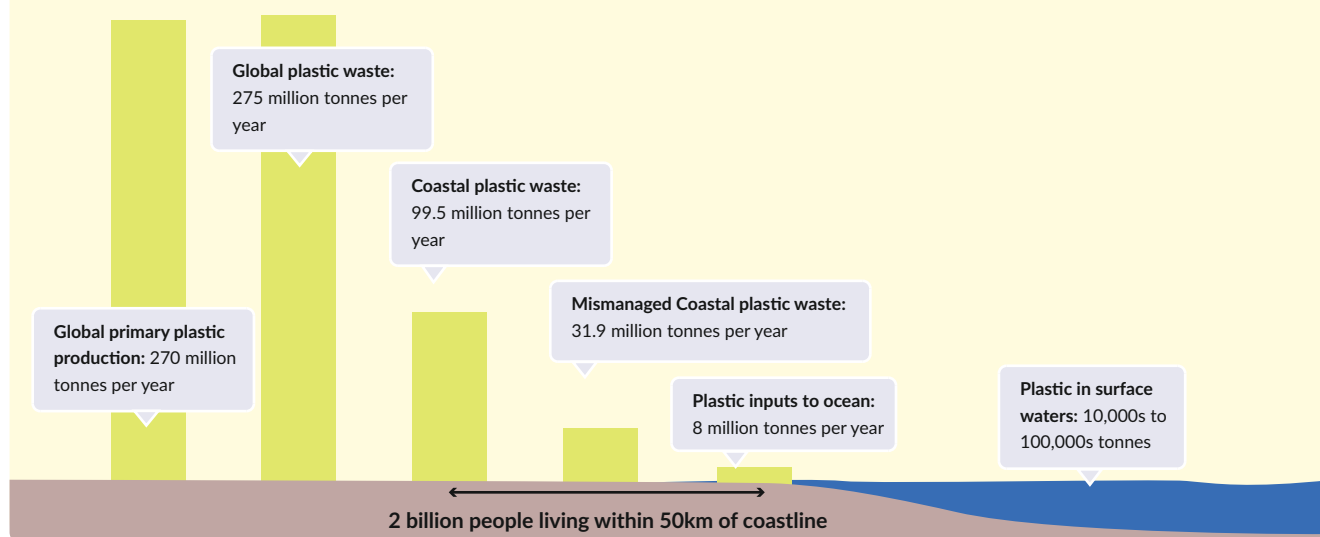 Global plastic waste:
275 million tonnes per
year
Coastal plastic waste:
99.5 million tonnes per
year
Mismanaged Coastal plastic waste:
31.9 million tonnes per year
Global primary plastic
production: 270 million
tonnes per year
Plastic inputs to ocean:
8 million tonnes per year
Plastic in surface
waters: 10,000s to
100,000s tonnes
2 billion people living within 50km of coastline